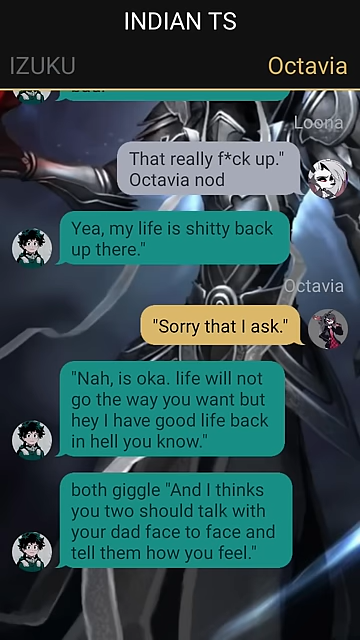 INDIAN TS
IZUKU
Octavia
Loona
That really f*ck up."
Octavia nod
Yea, my life is shitty back
up there."
Octavia
"Sorry that I ask."
"Nah, is oka. life will not
go the way you want but
hey I have good life back
in hell you know."
both giggle "And I thinks
you two should talk with
your dad face to face and
tell them how you feel."